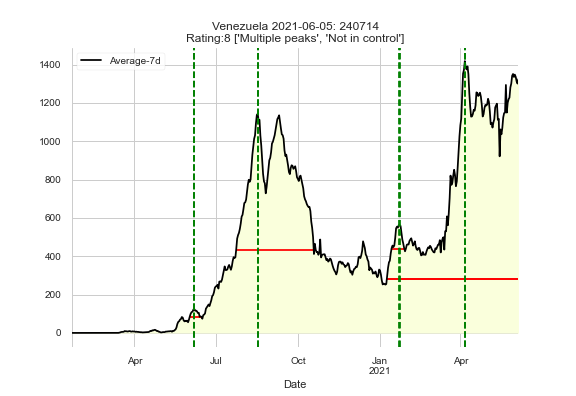 Venezuela 2021-06-05: 240714
Rating:8 ['Multiple peaks', 'Not in control']
Average-7d
1400
1200
1000
800
600
400
200
0
Apr
Jul
Oct
Jan
2021
Apr
Date